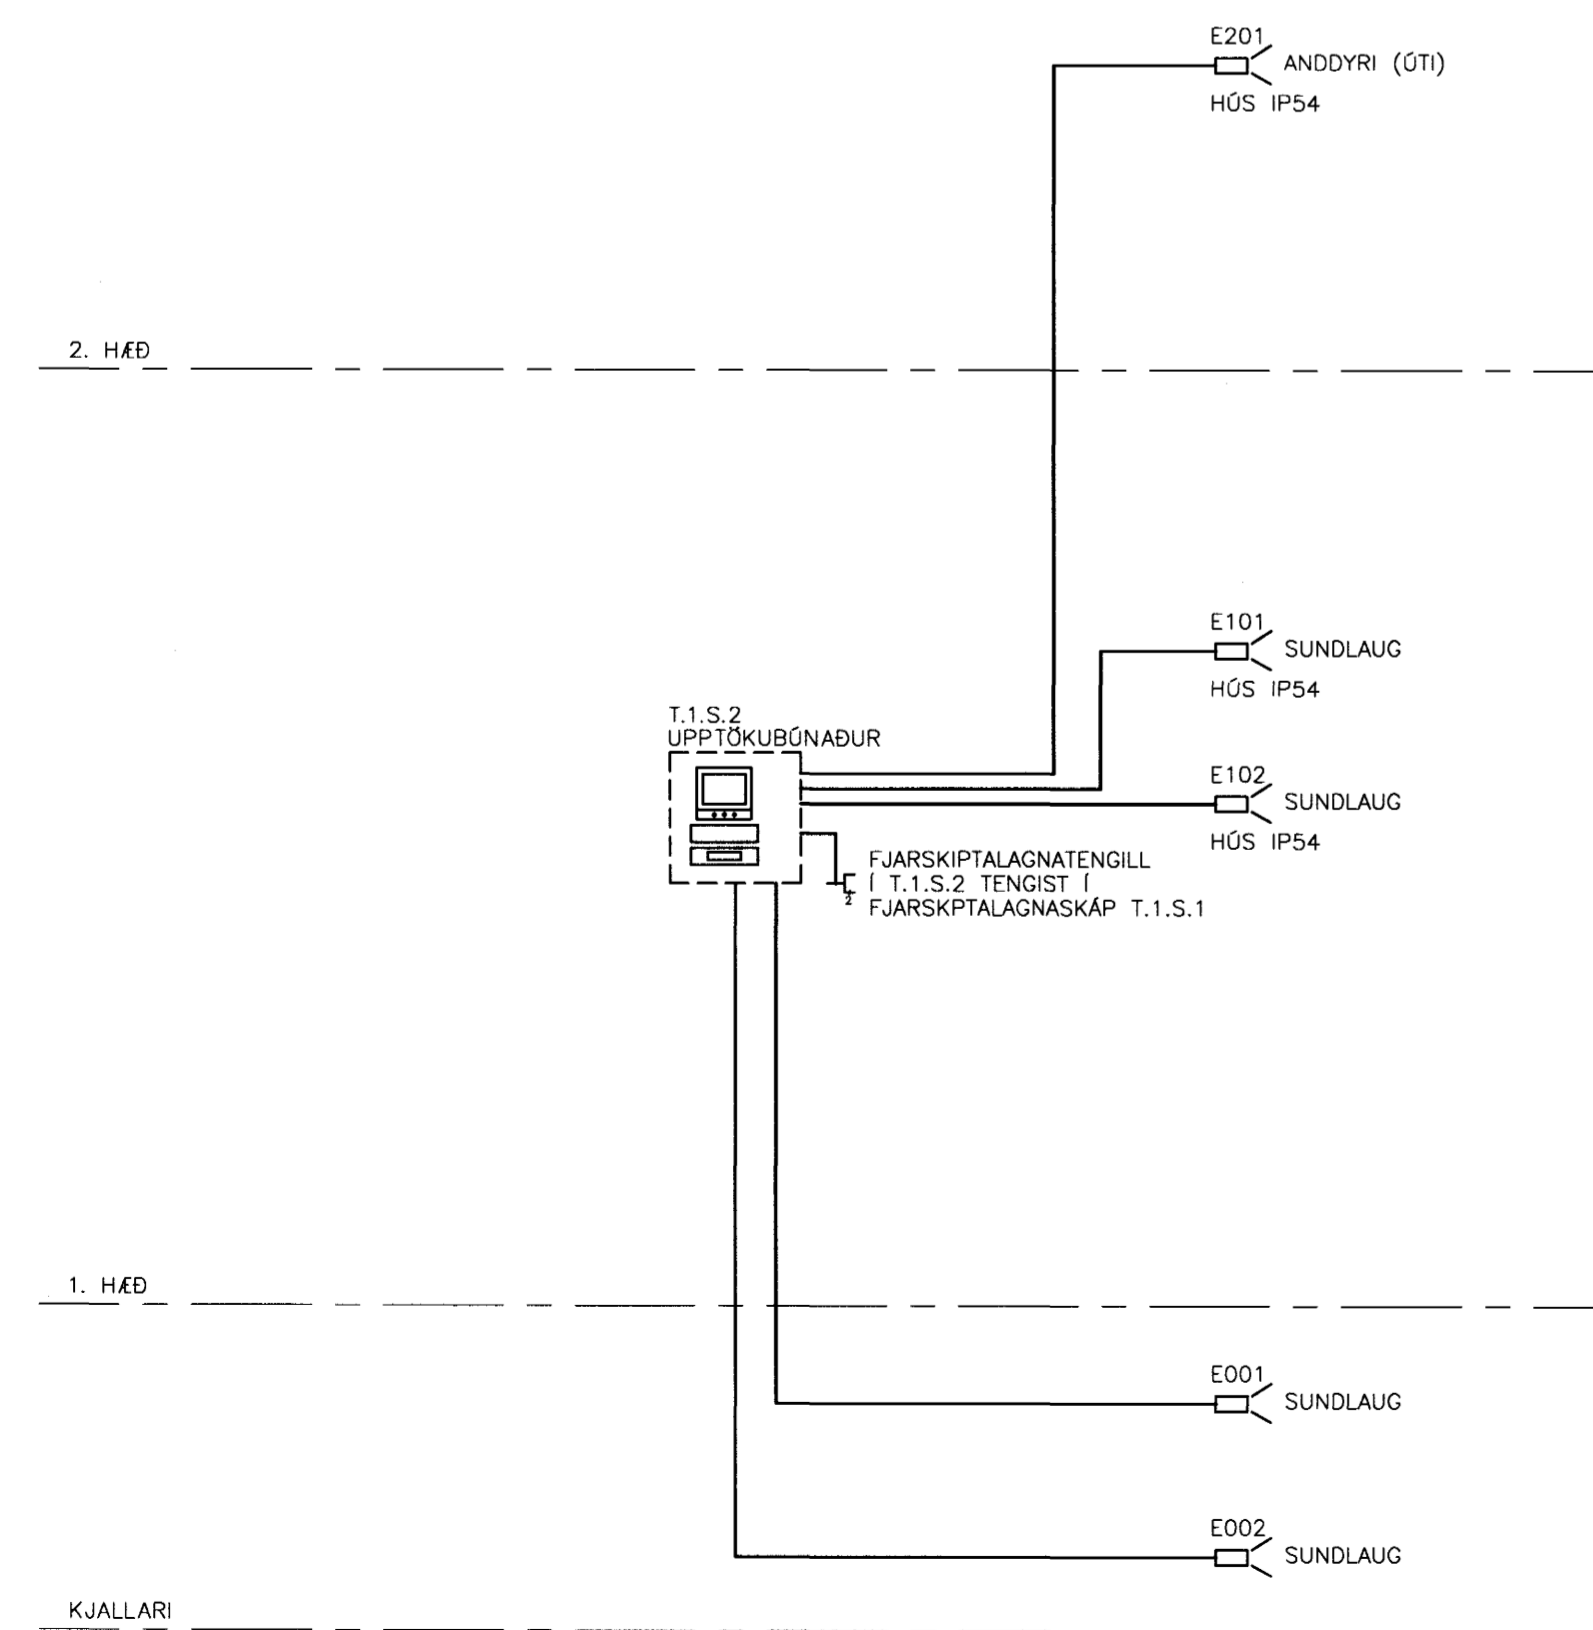 E201
ANDDYRI (ÚTI)
HÚS IP54
2. HÆÐ
E101
SUNDLAUG
HÚS IP54
T.1.S.2
UPPTÖKUBÚNAÐUR
E102
SUNDLAUG
HÚS IP54
FJARSKIPTALAGNATENGILL
Í T.1.S.2 TENGIST Í
FJARSKPTALAGNASKÁP T.1.S.1
2
1. HÆÐ
E001
SUNDLAUG
E002
SUNDLAUG
KJALLARI